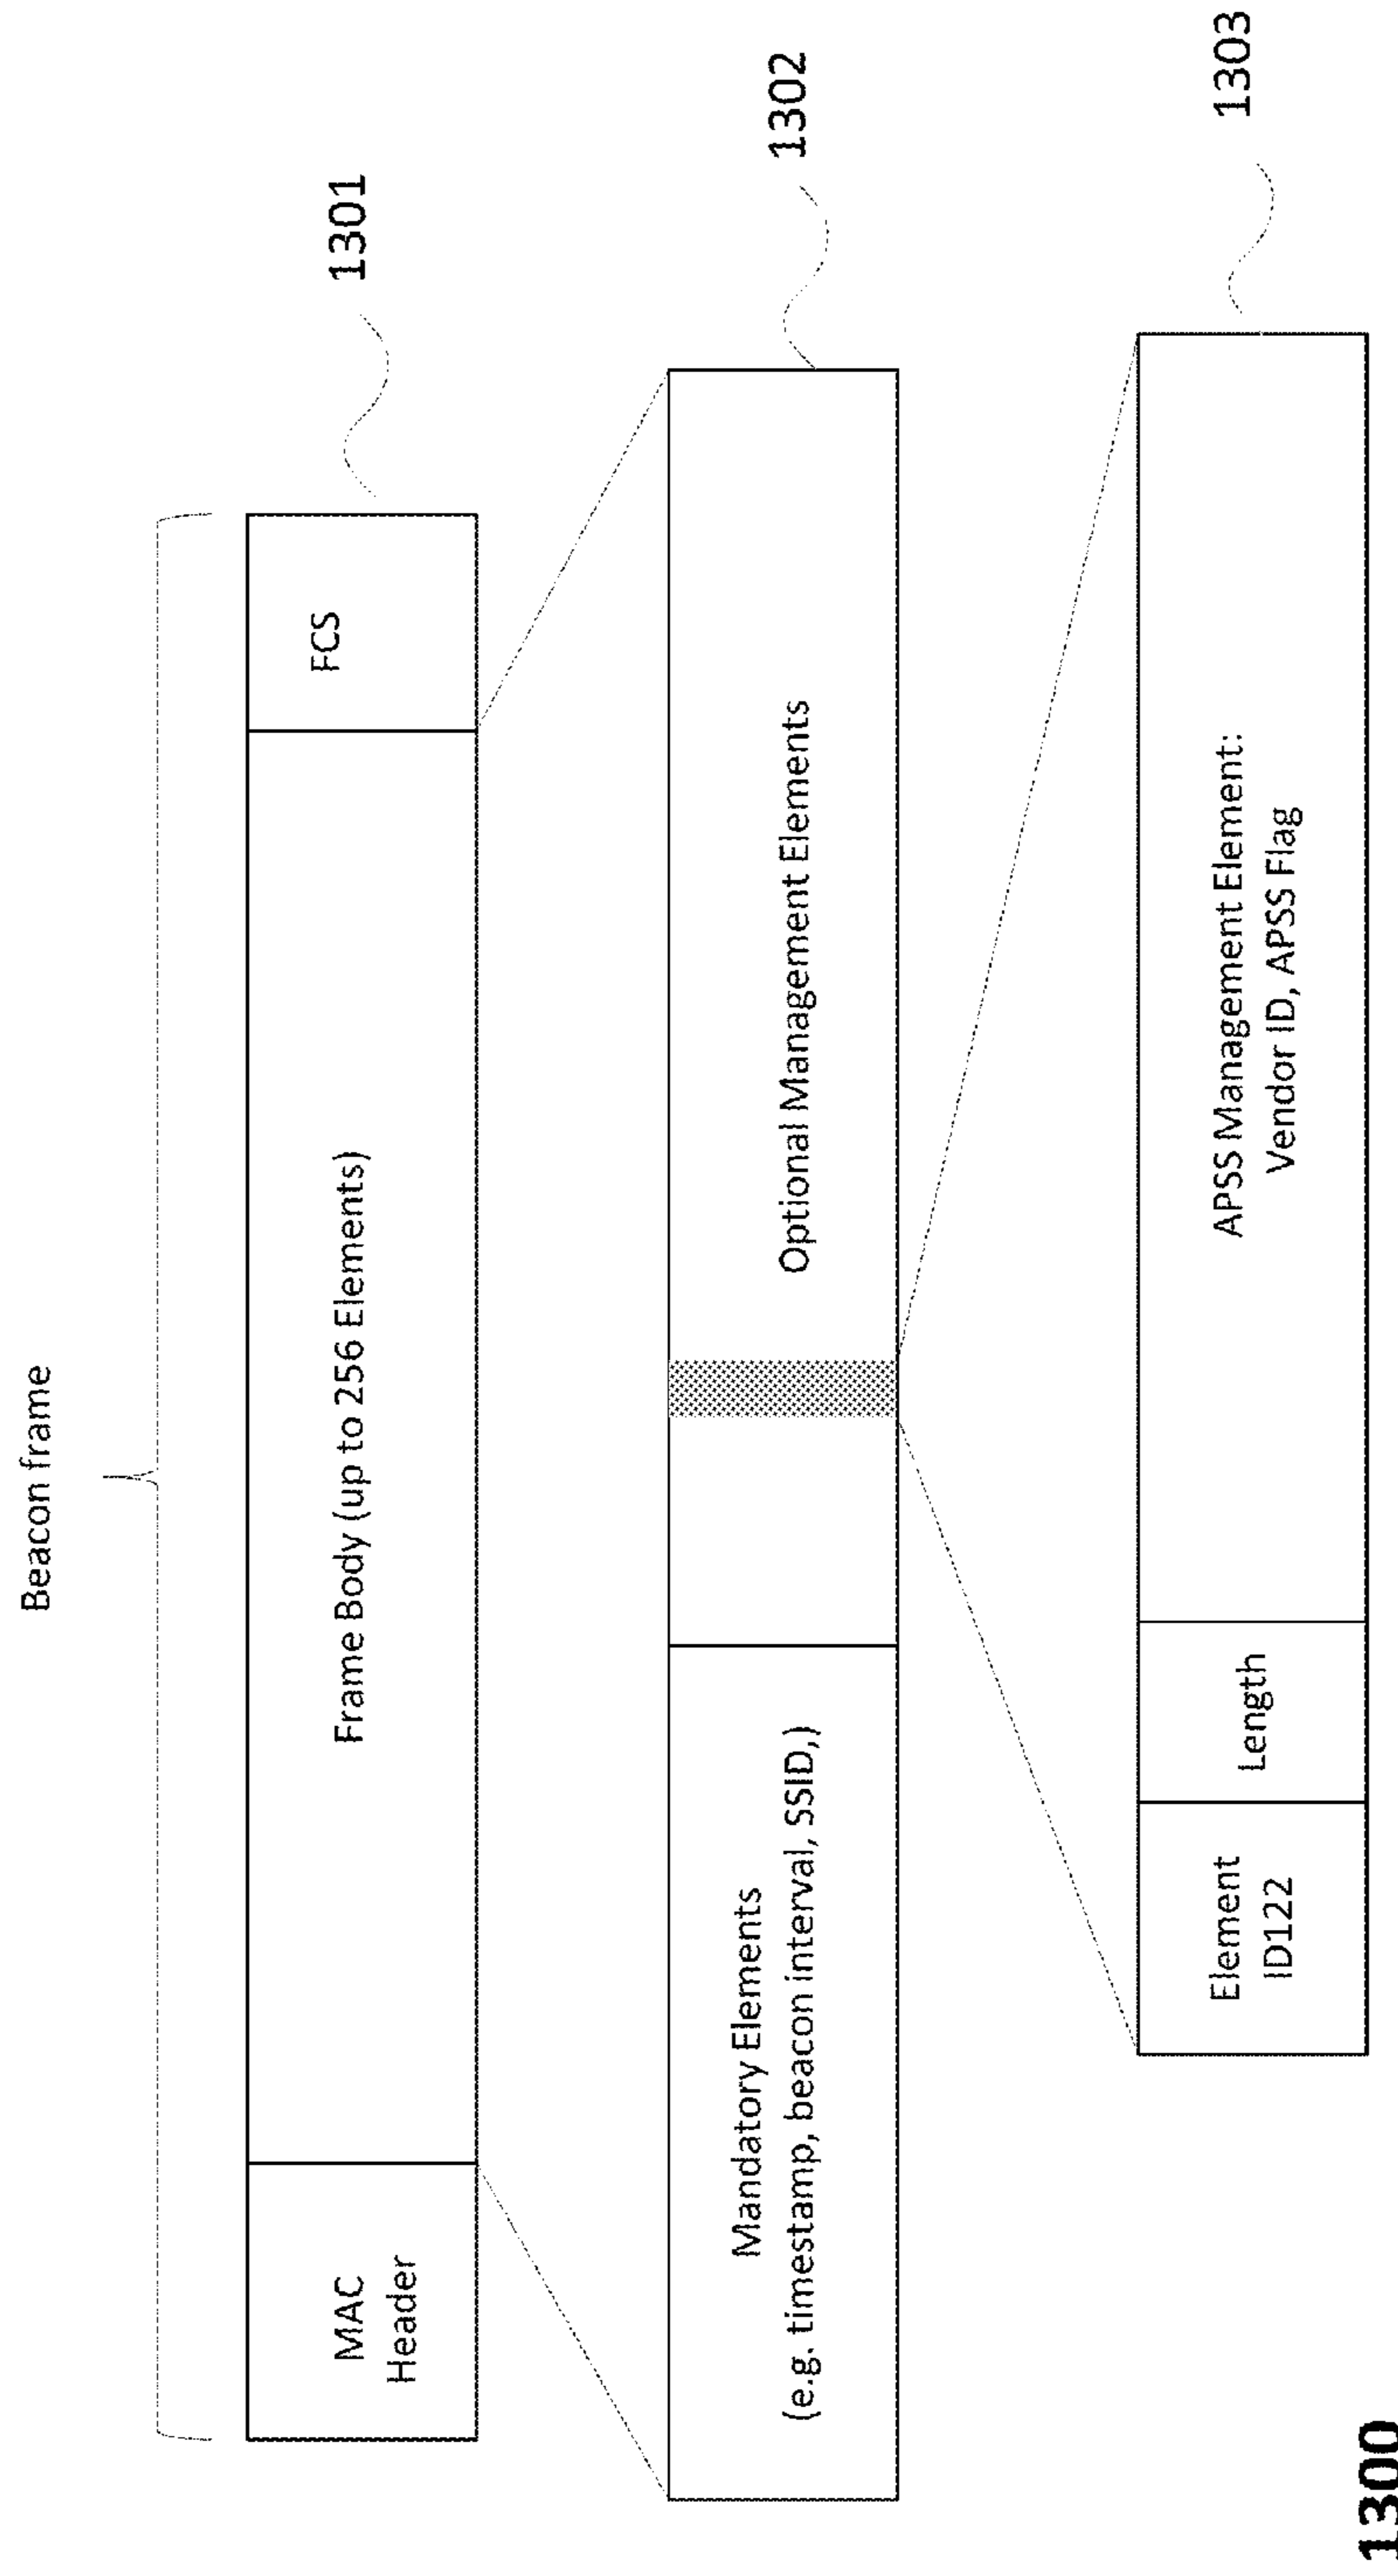 Beacon frame
MAC
Header
Frame Body (up to 256 Elements)
FCS
1301
Mandatory Elements
(e.g. timestamp, beacon interval, SSID,)
Optional Management Elements
1302
Element
ID122
Length
APSS Management Element:
Vendor ID, APSS Flag
1303
1300